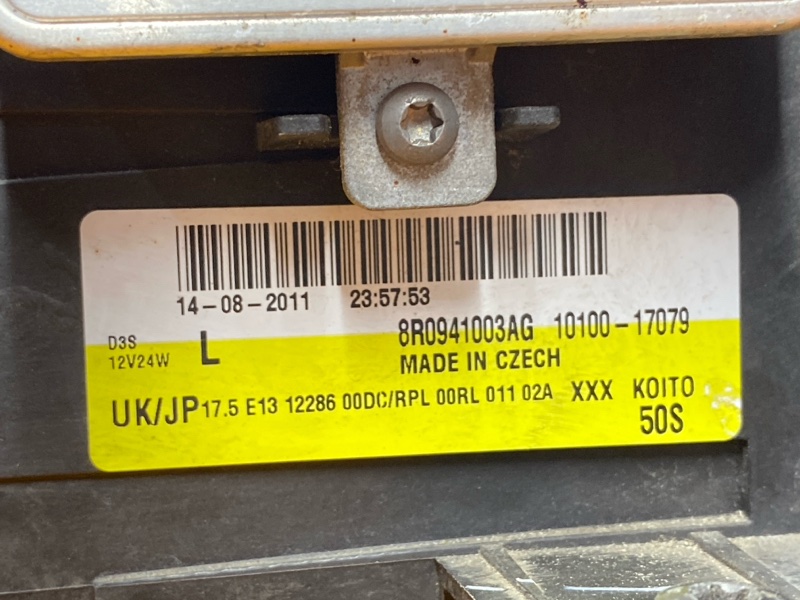 14-08-2011 23:57:53
D3S L 8R0941003AG 10100-17079
12V24W MADE IN CZECH
UK/JP 17.5 E13 12286 00DC/RPL 00RL 011 02A XXX KOITO
50S